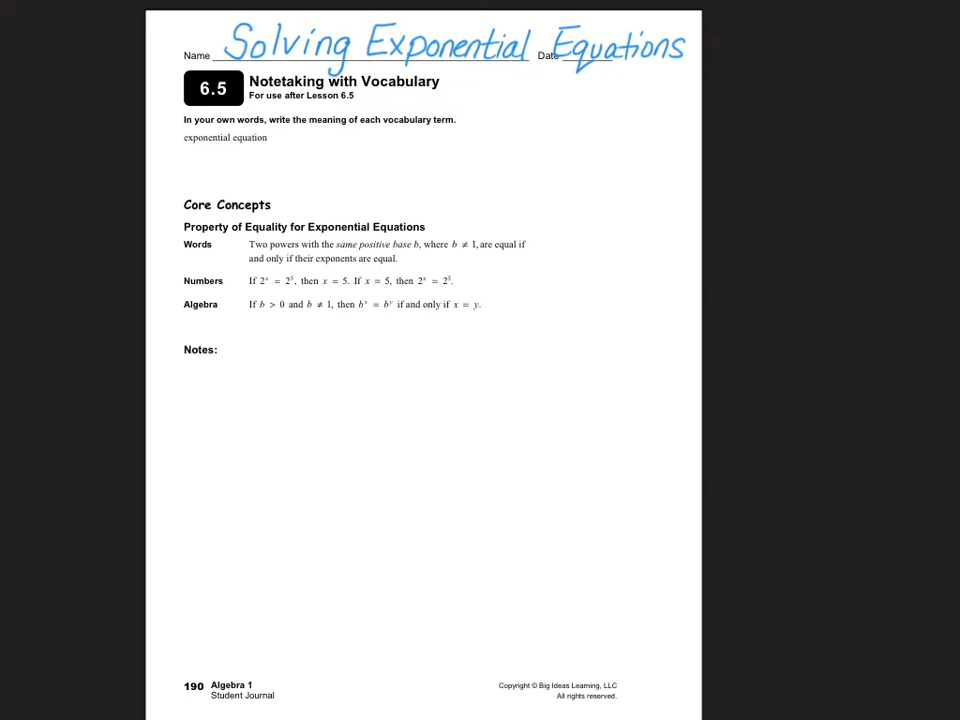 Solving Exponential Equations
Name Date
6.5 Notetaking with Vocabulary
For use after Lesson 6.5
In your own words, write the meaning of each vocabulary term.
exponential equation
Core Concepts
Property of Equality for Exponential Equations
Words Two powers with the same positive base b, where b ≠ 1, are equal if
and only if their exponents are equal.
Numbers If 2ˣ = 2⁵, then x = 5. If x = 5, then 2ˣ = 2⁵.
Algebra If b > 0 and b ≠ 1, then bˣ = bʸ if and only if x = y.
Notes:
190 Algebra 1
Student Journal
Copyright © Big Ideas Learning, LLC
All rights reserved.